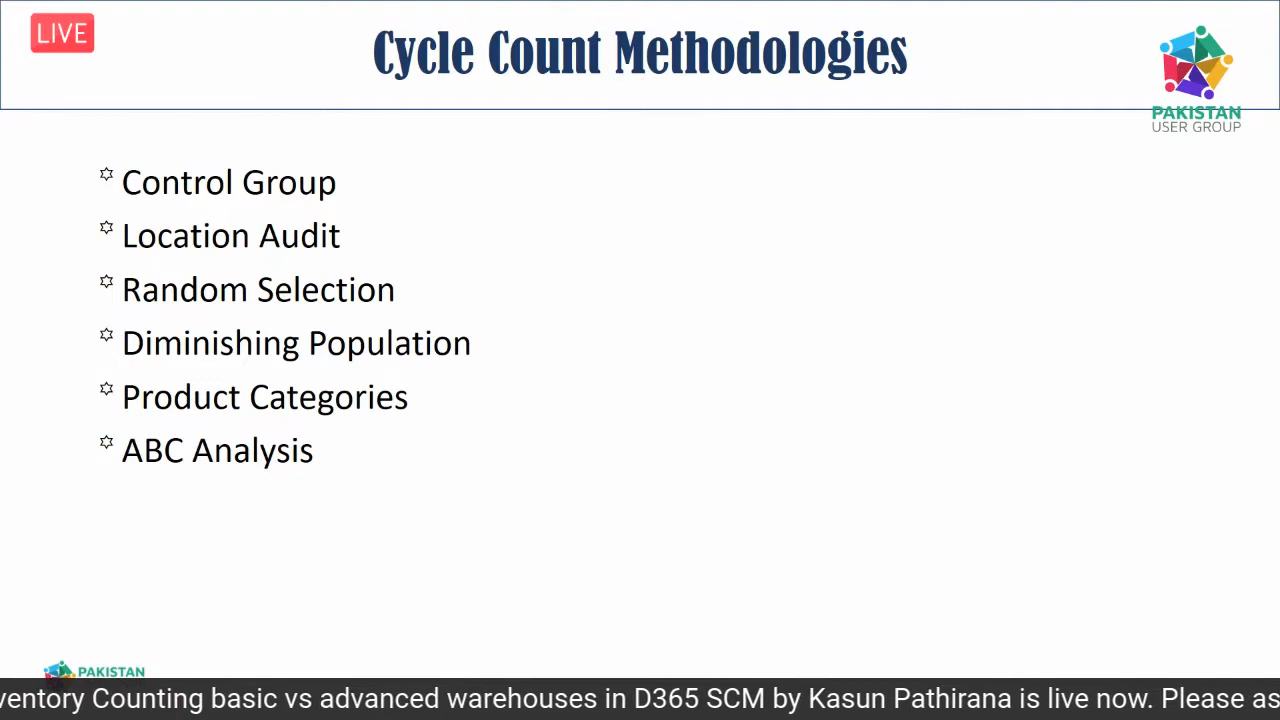 LIVE
Cycle Count Methodologies
PAKISTAN
USER GROUP
Control Group
Location Audit
Random Selection
Diminishing Population
Product Categories
ABC Analysis
PAKISTAN
ventory Counting basic vs advanced warehouses in D365 SCM by Kasun Pathirana is live now. Please as